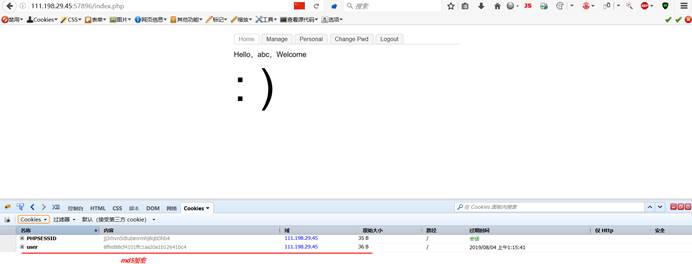 111.198.29.45:57896/index.php
搜索
禁用 Cookies CSS 表单 图片 网页信息 其他功能 标记 缩放 工具 查看源代码 选项
Home Manage Personal Change Pwd Logout
Hello, abc, Welcome
:)
控制台 HTML CSS 脚本 DOM 网络 Cookies
在 Cookies 面板内搜索
Cookies 过滤器 默认 (接受第三方 cookie)
名称 内容 域 原始大小 路径 过期时间 仅 Http 安全
PHPSESSID 111.198.29.45 35 B / 会话
user 111.198.29.45 36 B / 2019/08/04 上午1:15:41
md5加密